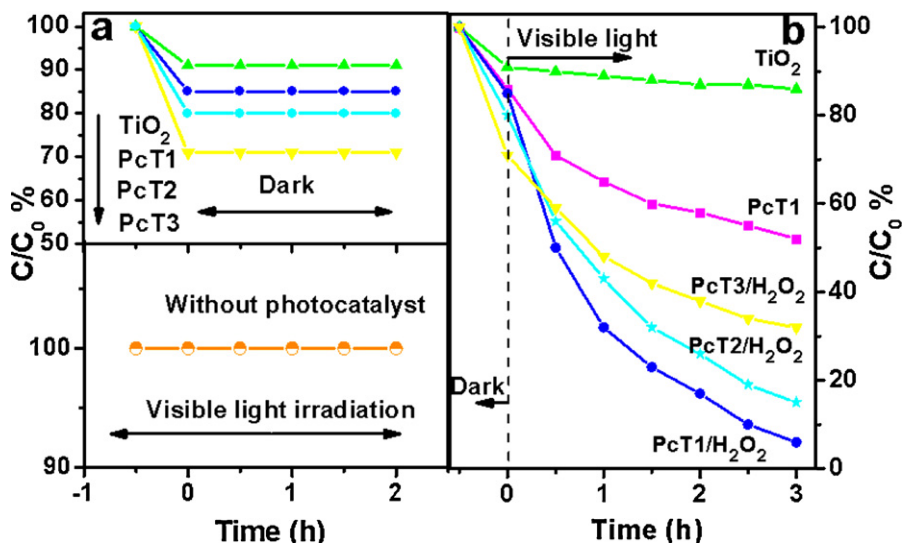 a
100
90
80
70
60
50
C/C₀ %
TiO₂
PcT1
PcT2
PcT3
Dark
Without photocatalyst
100
Visible light irradiation
90
-1
0
1
2
Time (h)
b
Visible light
TiO₂
PcT1
PcT3/H₂O₂
PcT2/H₂O₂
Dark
PcT1/H₂O₂
100
80
60
40
20
0
C/C₀ %
0
1
2
3
Time (h)